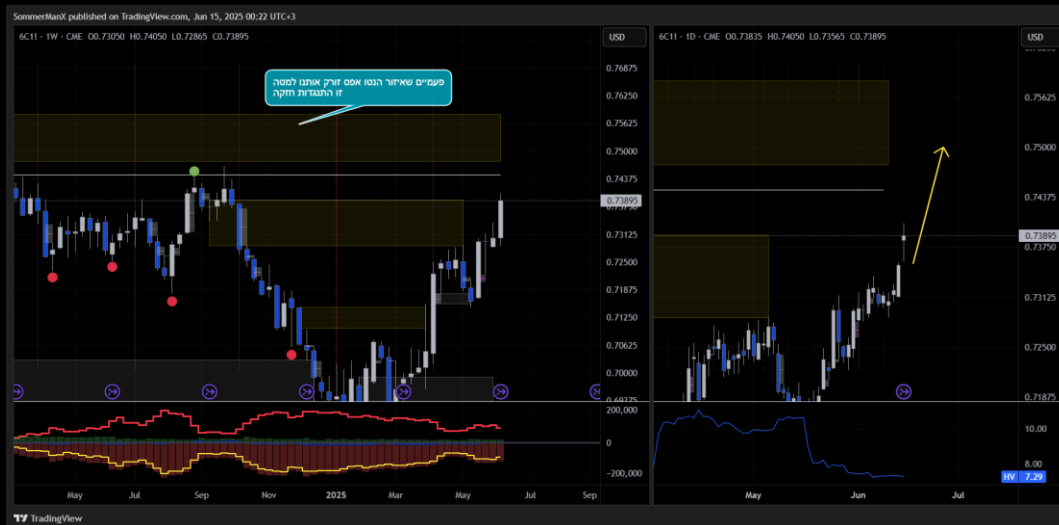 SommerManX published on TradingView.com, Jun 15, 2025 00:22 UTC+3
6C1! · 1W · CME O0.73050 H0.74050 L0.72865 C0.73895
USD
0.76875
0.76250
0.75625
0.75000
0.74375
0.73895
0.73125
0.72500
0.71875
0.71250
0.70625
0.70000
0.69375
פעמיים שאיזור הנטו אפס זורק אותנו למטה
זו התנגדות חזקה
200,000
0
−200,000
May Jul Sep Nov 2025 Mar May Jul Sep
6C1! · 1D · CME O0.73835 H0.74050 L0.73565 C0.73895
USD
0.75625
0.75000
0.74375
0.73895
0.73750
0.73125
0.72500
0.71875
10.00
8.00
HV 7.29
May Jun Jul
TradingView